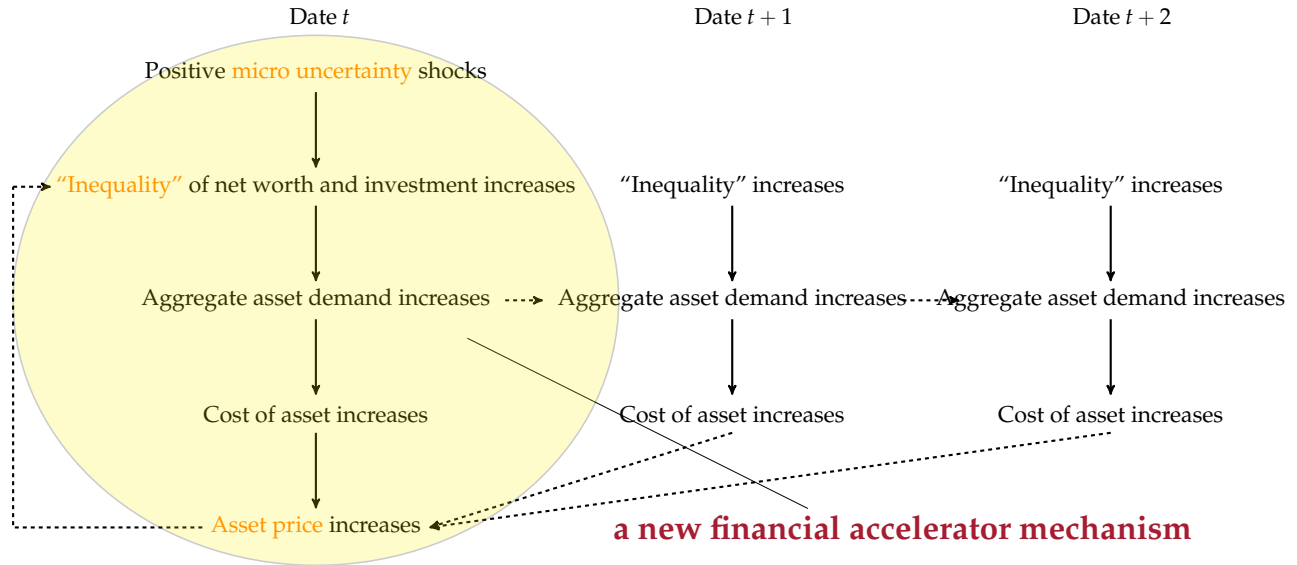 Date t
Date t + 1
Date t + 2
Positive micro uncertainty shocks
“Inequality” of net worth and investment increases
“Inequality” increases
“Inequality” increases
Aggregate asset demand increases
Aggregate asset demand increases
Aggregate asset demand increases
Cost of asset increases
Cost of asset increases
Cost of asset increases
Asset price increases
a new financial accelerator mechanism